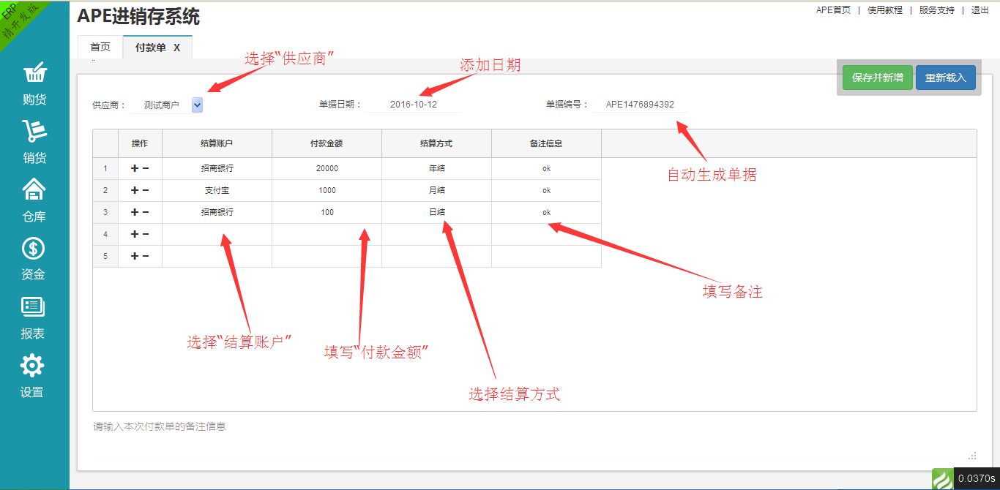 ERP
精开发版
APE进销存系统
APE首页 | 使用教程 | 服务支持 | 退出
首页 付款单 X
选择“供应商”
添加日期
保存并新增 重新载入
供应商： 测试商户 单据日期： 2016-10-12 单据编号： APE1476894392
操作 结算账户 付款金额 结算方式 备注信息
1 + - 招商银行 20000 年结 ok
自动生成单据
2 + - 支付宝 1000 月结 ok
3 + - 招商银行 100 日结 ok
4 + -
5 + -
填写备注
选择“结算账户”
填写“付款金额”
选择结算方式
请输入本次付款单的备注信息
购货
销货
仓库
资金
报表
设置
0.0370s